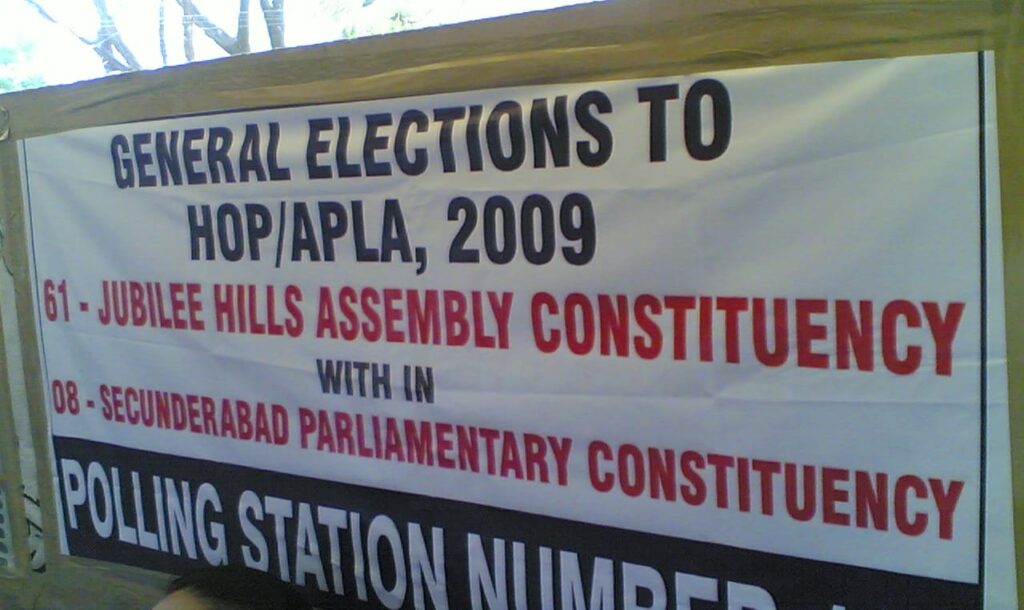 GENERAL ELECTIONS TO
HOP/APLA, 2009
61 - JUBILEE HILLS ASSEMBLY CONSTITUENCY
WITH IN
08 - SECUNDERABAD PARLIAMENTARY CONSTITUENCY
POLLING STATION NUMBER